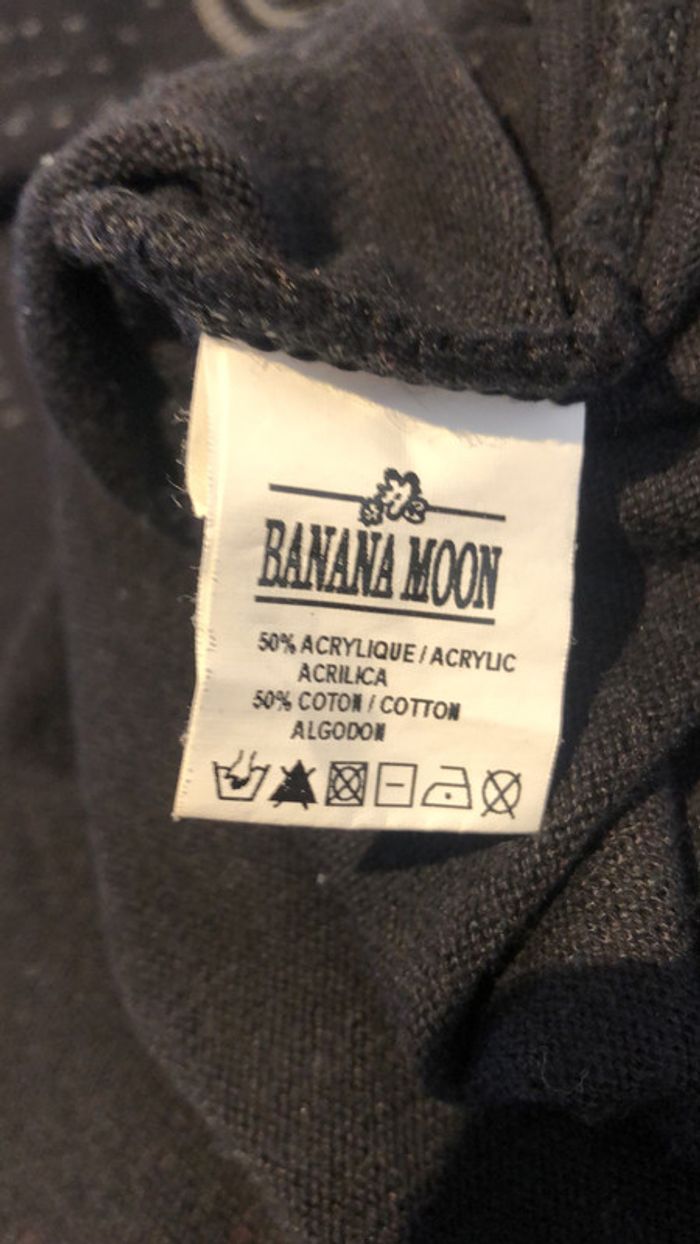 BANANA MOON
50% ACRYLIQUE / ACRYLIC
ACRILICA
50% COTON / COTTON
ALGODON